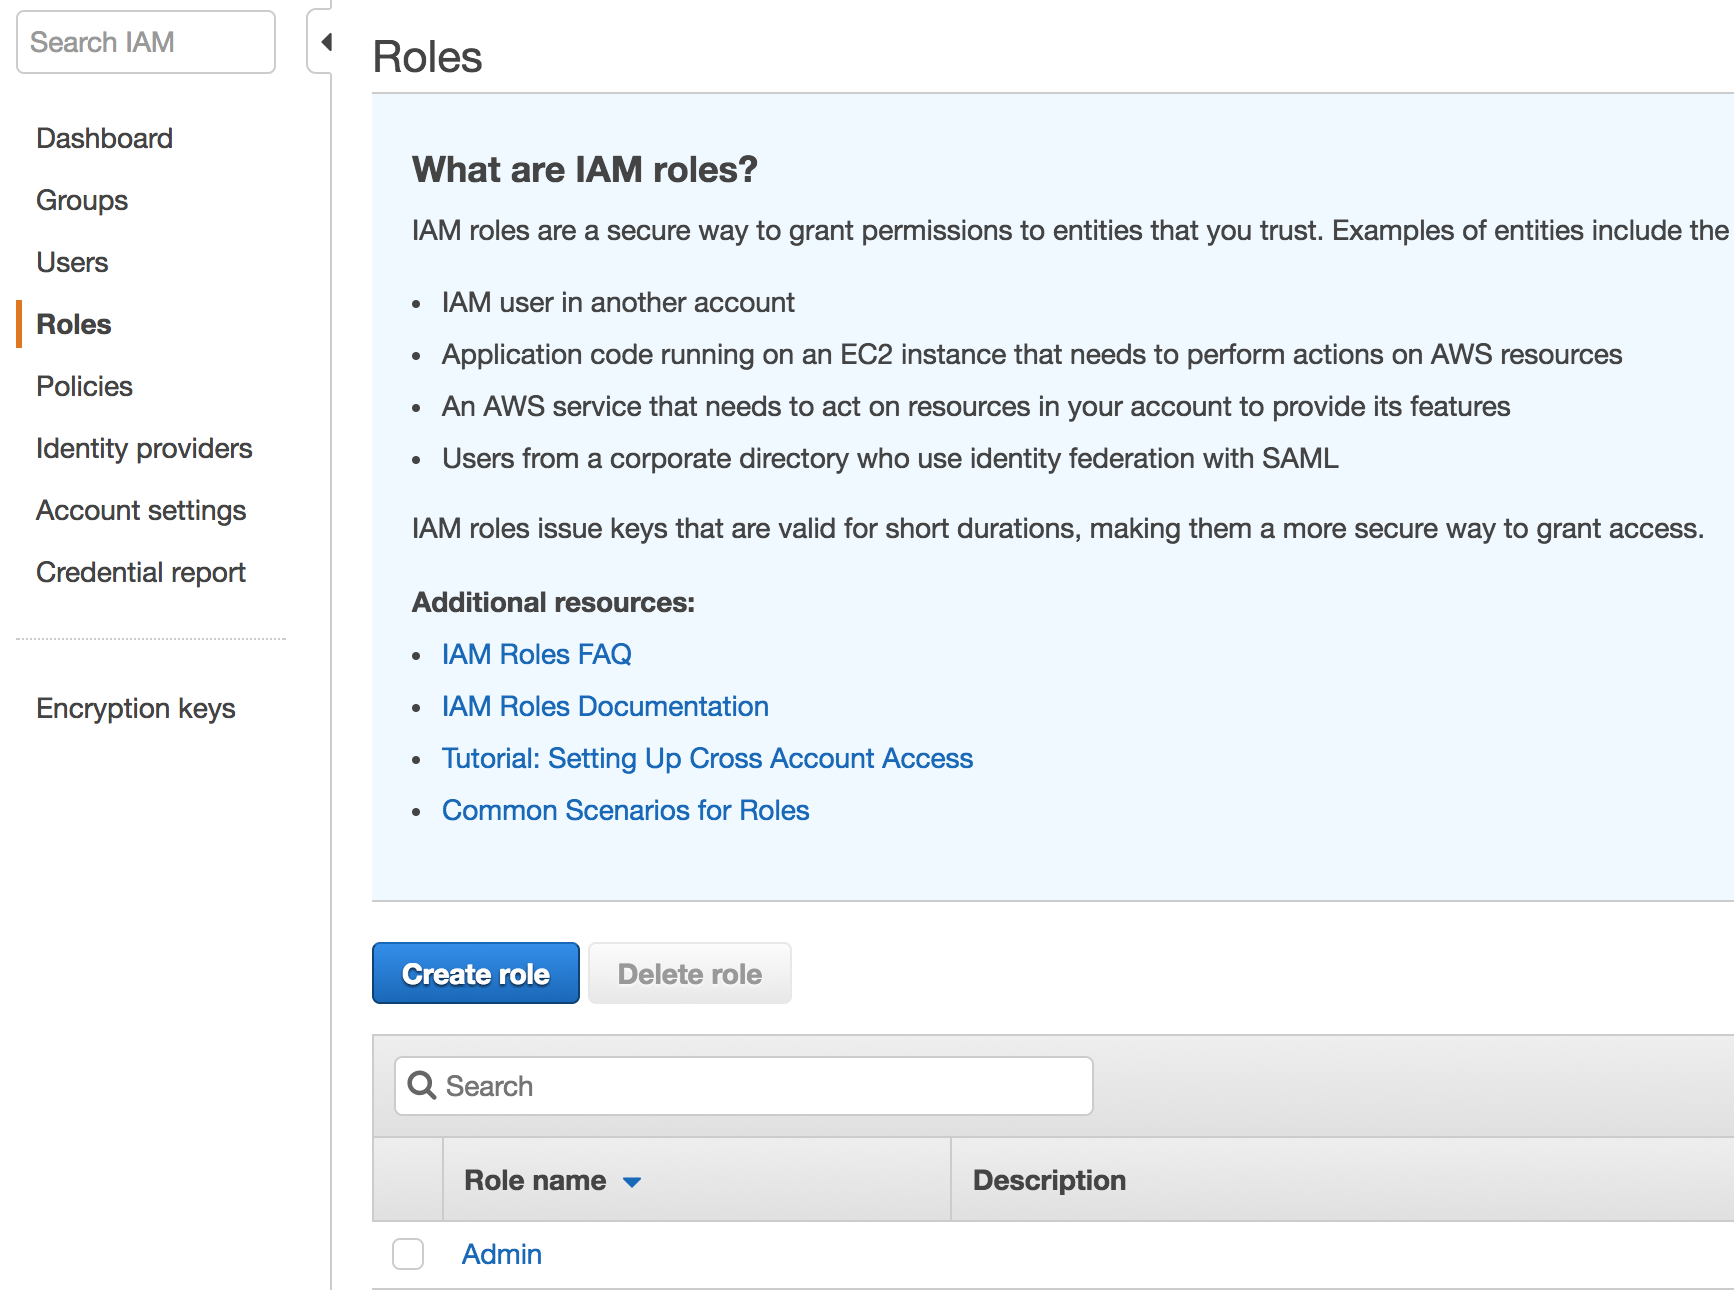 Search IAM
Dashboard
Groups
Users
Roles
Policies
Identity providers
Account settings
Credential report
Encryption keys
Roles
What are IAM roles?
IAM roles are a secure way to grant permissions to entities that you trust. Examples of entities include the
IAM user in another account
Application code running on an EC2 instance that needs to perform actions on AWS resources
An AWS service that needs to act on resources in your account to provide its features
Users from a corporate directory who use identity federation with SAML
IAM roles issue keys that are valid for short durations, making them a more secure way to grant access.
Additional resources:
IAM Roles FAQ
IAM Roles Documentation
Tutorial: Setting Up Cross Account Access
Common Scenarios for Roles
Create role Delete role
Search
Role name Description
Admin